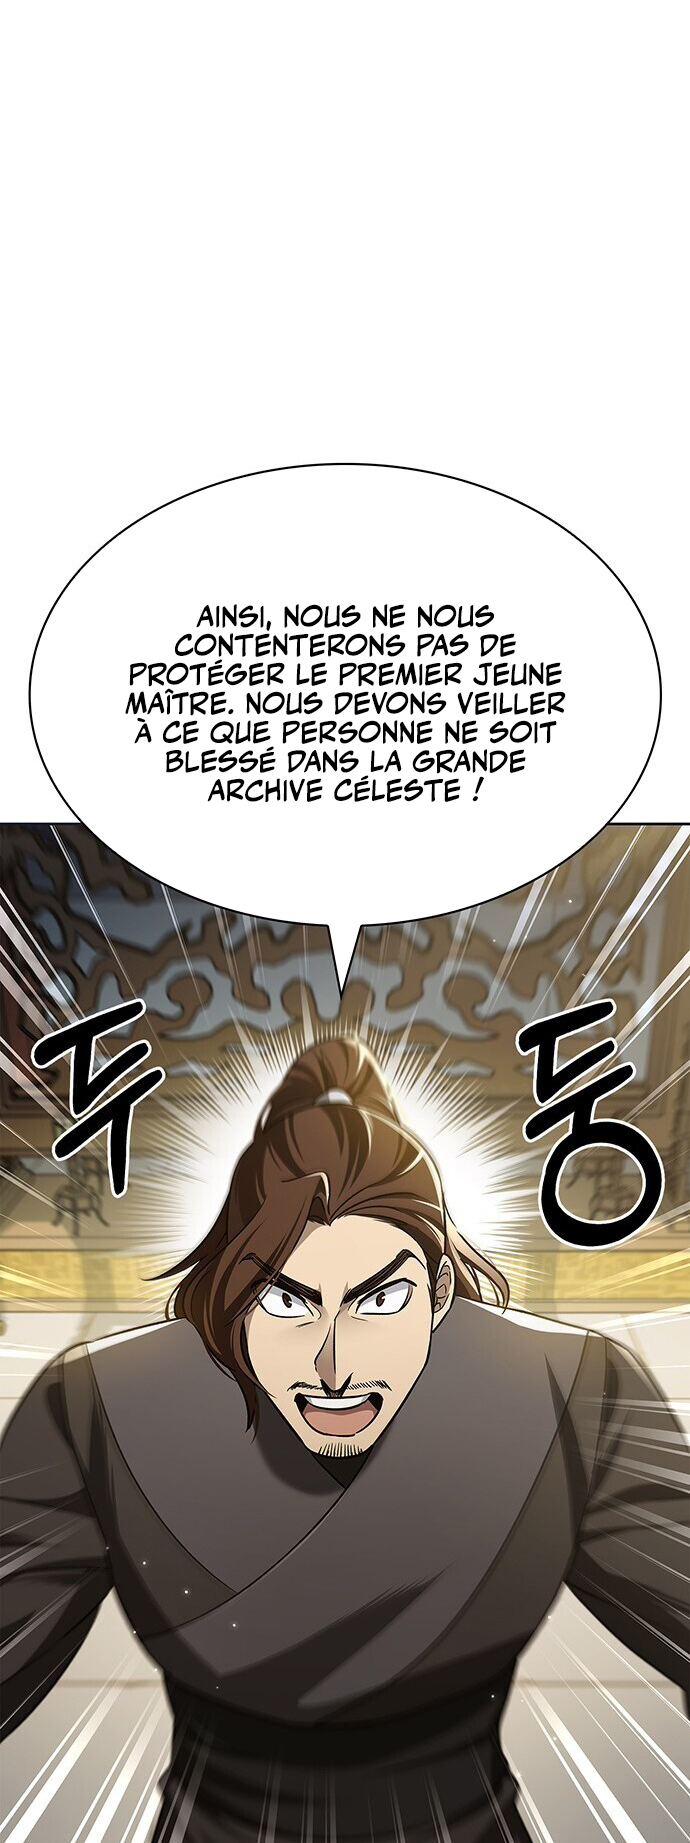 AINSI, NOUS NE NOUS
CONTENTERONS PAS DE
PROTÉGER LE PREMIER JEUNE
MAÎTRE. NOUS DEVONS VEILLER
À CE QUE PERSONNE NE SOIT
BLESSÉ DANS LA GRANDE
ARCHIVE CÉLESTE !
두둥